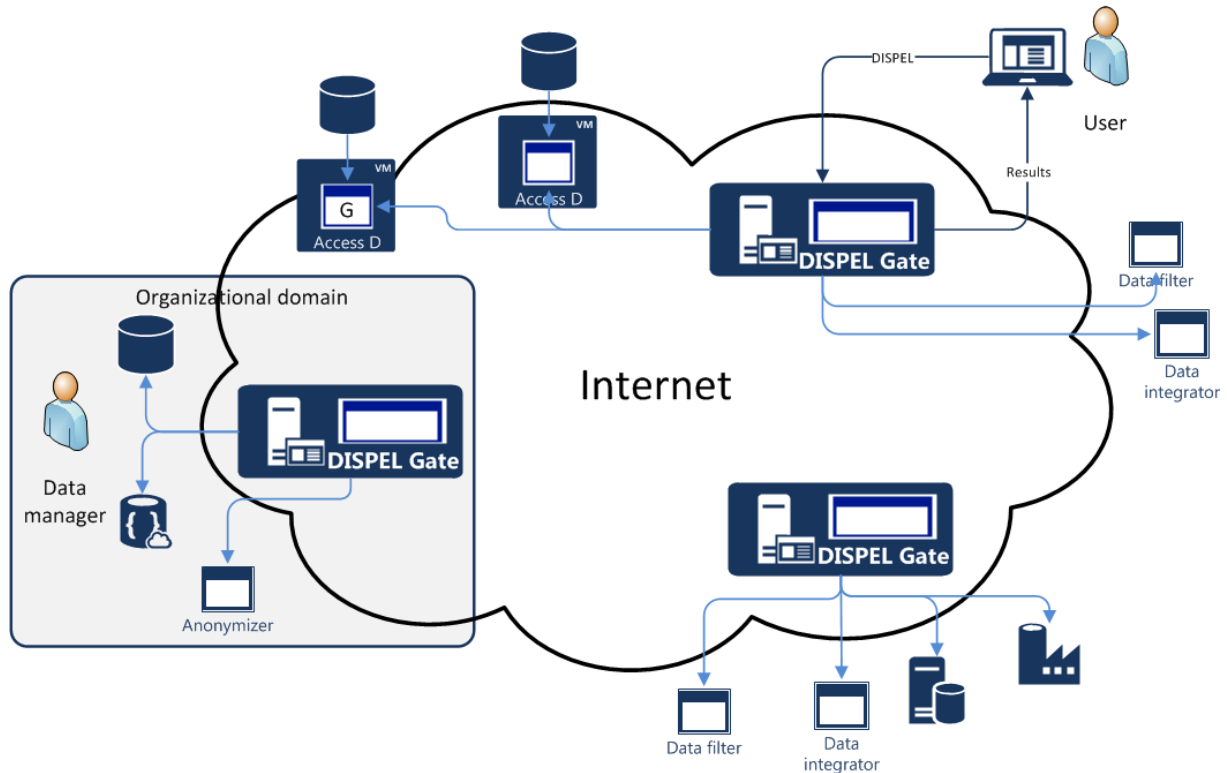 DISPEL
User
VM
Access D
VM
G
Access D
Results
DISPEL Gate
Data filter
Data
integrator
Organizational domain
Internet
DISPEL Gate
Data
manager
{ }
Anonymizer
DISPEL Gate
Data filter
Data
integrator